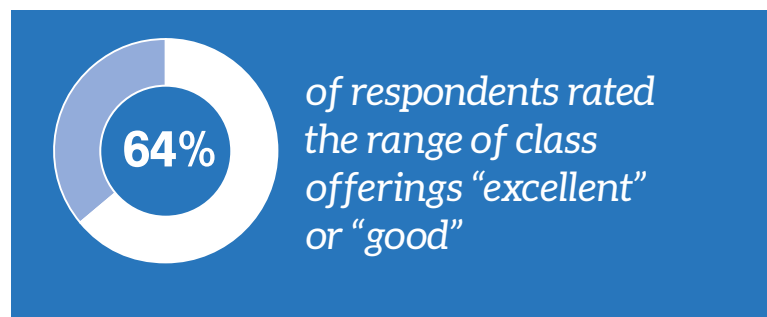 64%
of respondents rated
the range of class
offerings “excellent”
or “good”